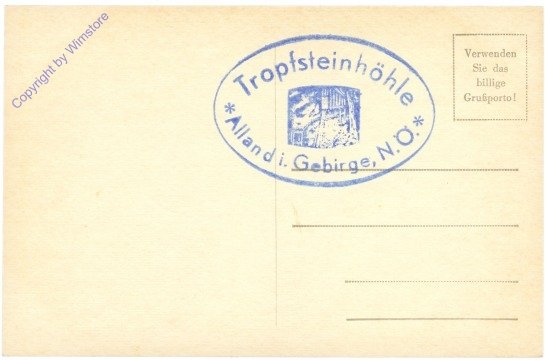 Copyright by Wimstore
Tropfsteinhöhle
* Alland i. Gebirge, N.Ö. *
Verwenden
Sie das
billige
Grußporto!